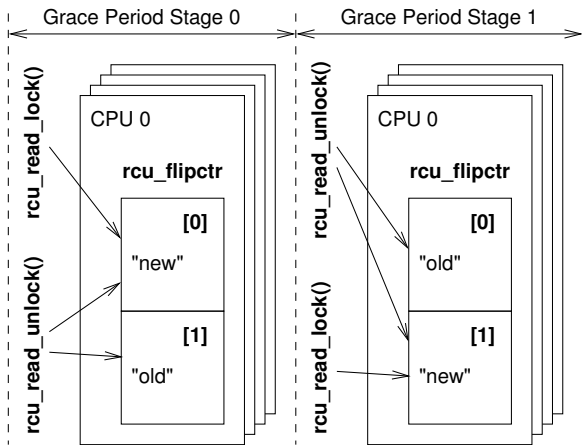 Grace Period Stage 0
Grace Period Stage 1
rcu_read_lock()
rcu_read_unlock()
CPU 0
rcu_flipctr
[0]
"new"
[1]
"old"
rcu_read_unlock()
rcu_read_lock()
CPU 0
rcu_flipctr
[0]
"old"
[1]
"new"